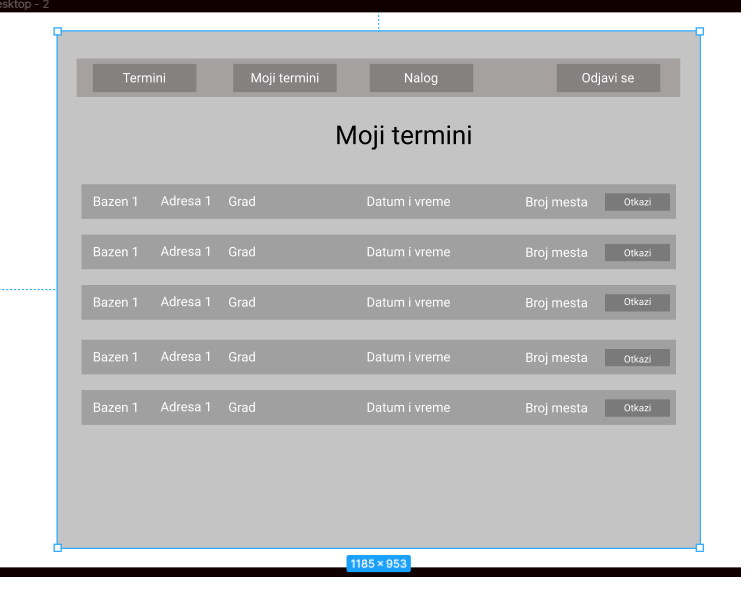 esktop - 2
Termini Moji termini Nalog Odjavi se
Moji termini
Bazen 1 Adresa 1 Grad Datum i vreme Broj mesta Otkazi
Bazen 1 Adresa 1 Grad Datum i vreme Broj mesta Otkazi
Bazen 1 Adresa 1 Grad Datum i vreme Broj mesta Otkazi
Bazen 1 Adresa 1 Grad Datum i vreme Broj mesta Otkazi
Bazen 1 Adresa 1 Grad Datum i vreme Broj mesta Otkazi
1185 × 953